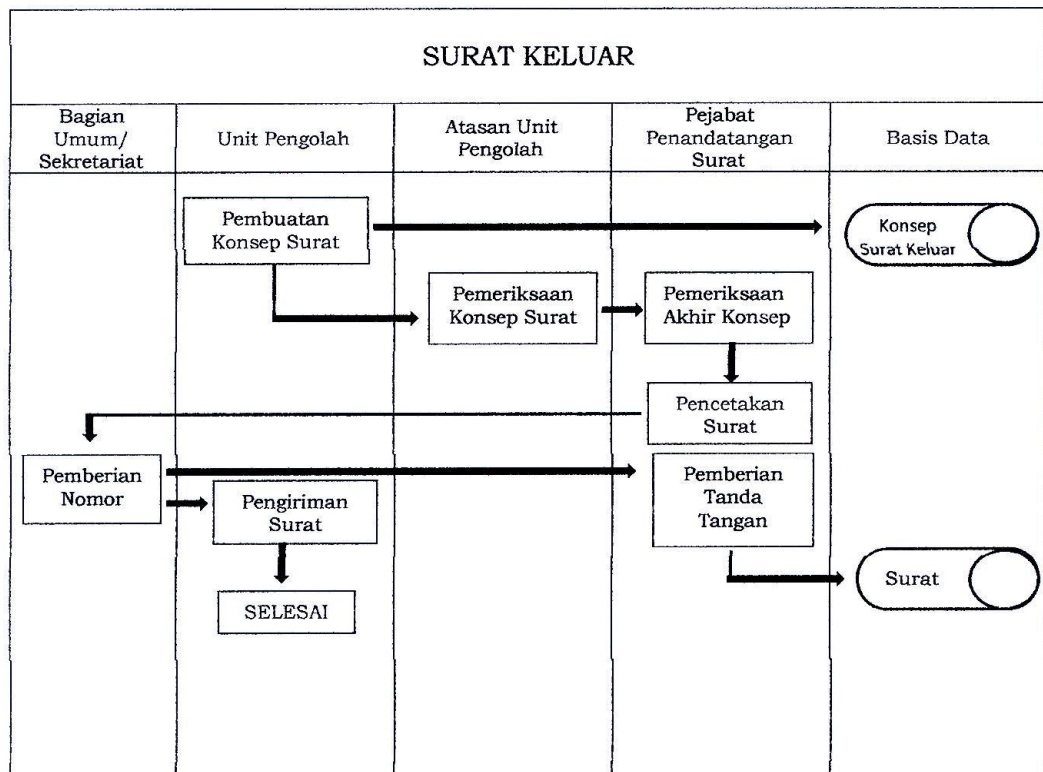 SURAT KELUAR
Bagian
Umum/
Sekretariat
Unit Pengolah
Atasan Unit
Pengolah
Pejabat
Penandatangan
Surat
Basis Data
Pembuatan
Konsep Surat
Konsep
Surat Keluar
Pemeriksaan
Konsep Surat
Pemeriksaan
Akhir Konsep
Pencetakan
Surat
Pemberian
Nomor
Pengiriman
Surat
Pemberian
Tanda
Tangan
Surat
SELESAI